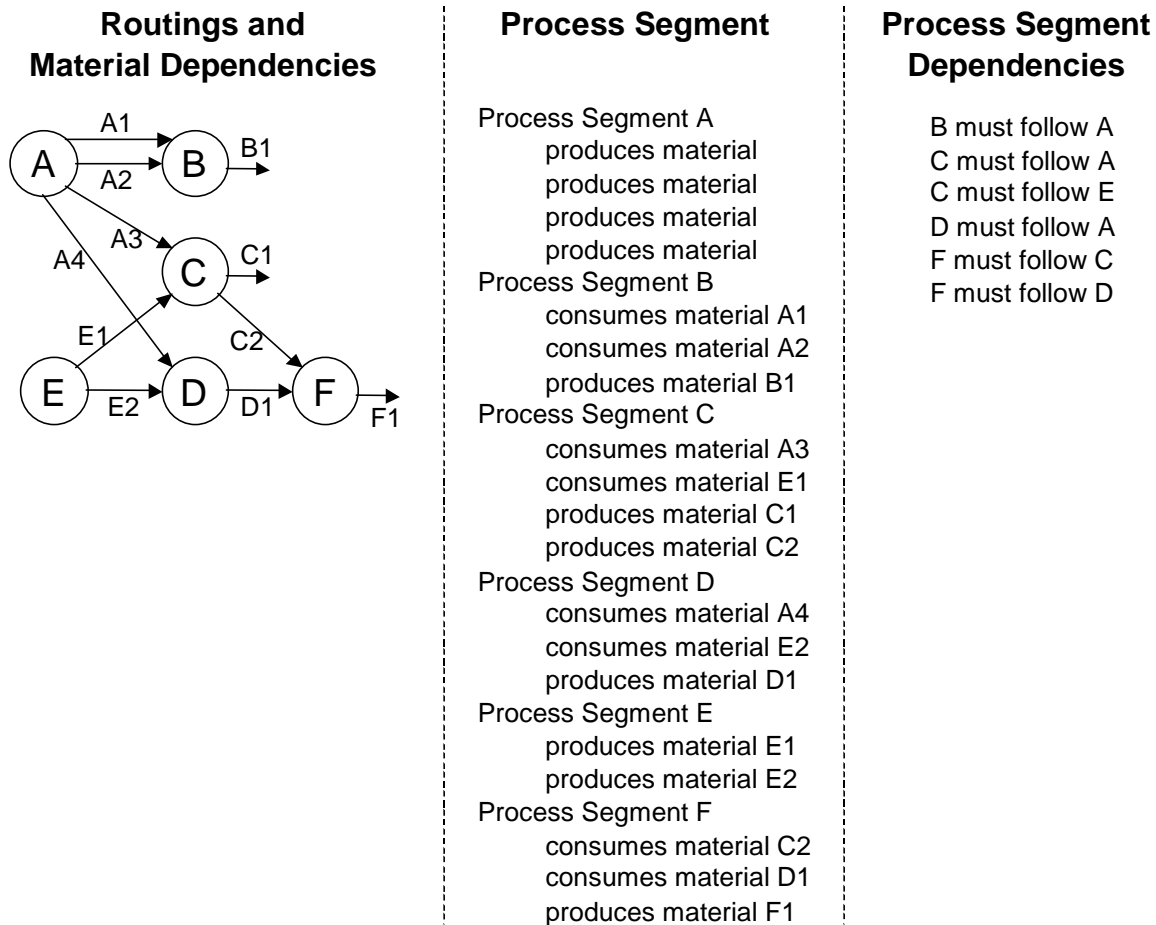 Routings and
Material Dependencies
A1
A
B
B1
A2
A3
A4
C
C1
E1
C2
E
E2
D
D1
F
F1
Process Segment
Process Segment A
produces material
produces material
produces material
produces material
Process Segment B
consumes material A1
consumes material A2
produces material B1
Process Segment C
consumes material A3
consumes material E1
produces material C1
produces material C2
Process Segment D
consumes material A4
consumes material E2
produces material D1
Process Segment E
produces material E1
produces material E2
Process Segment F
consumes material C2
consumes material D1
produces material F1
Process Segment
Dependencies
B must follow A
C must follow A
C must follow E
D must follow A
F must follow C
F must follow D